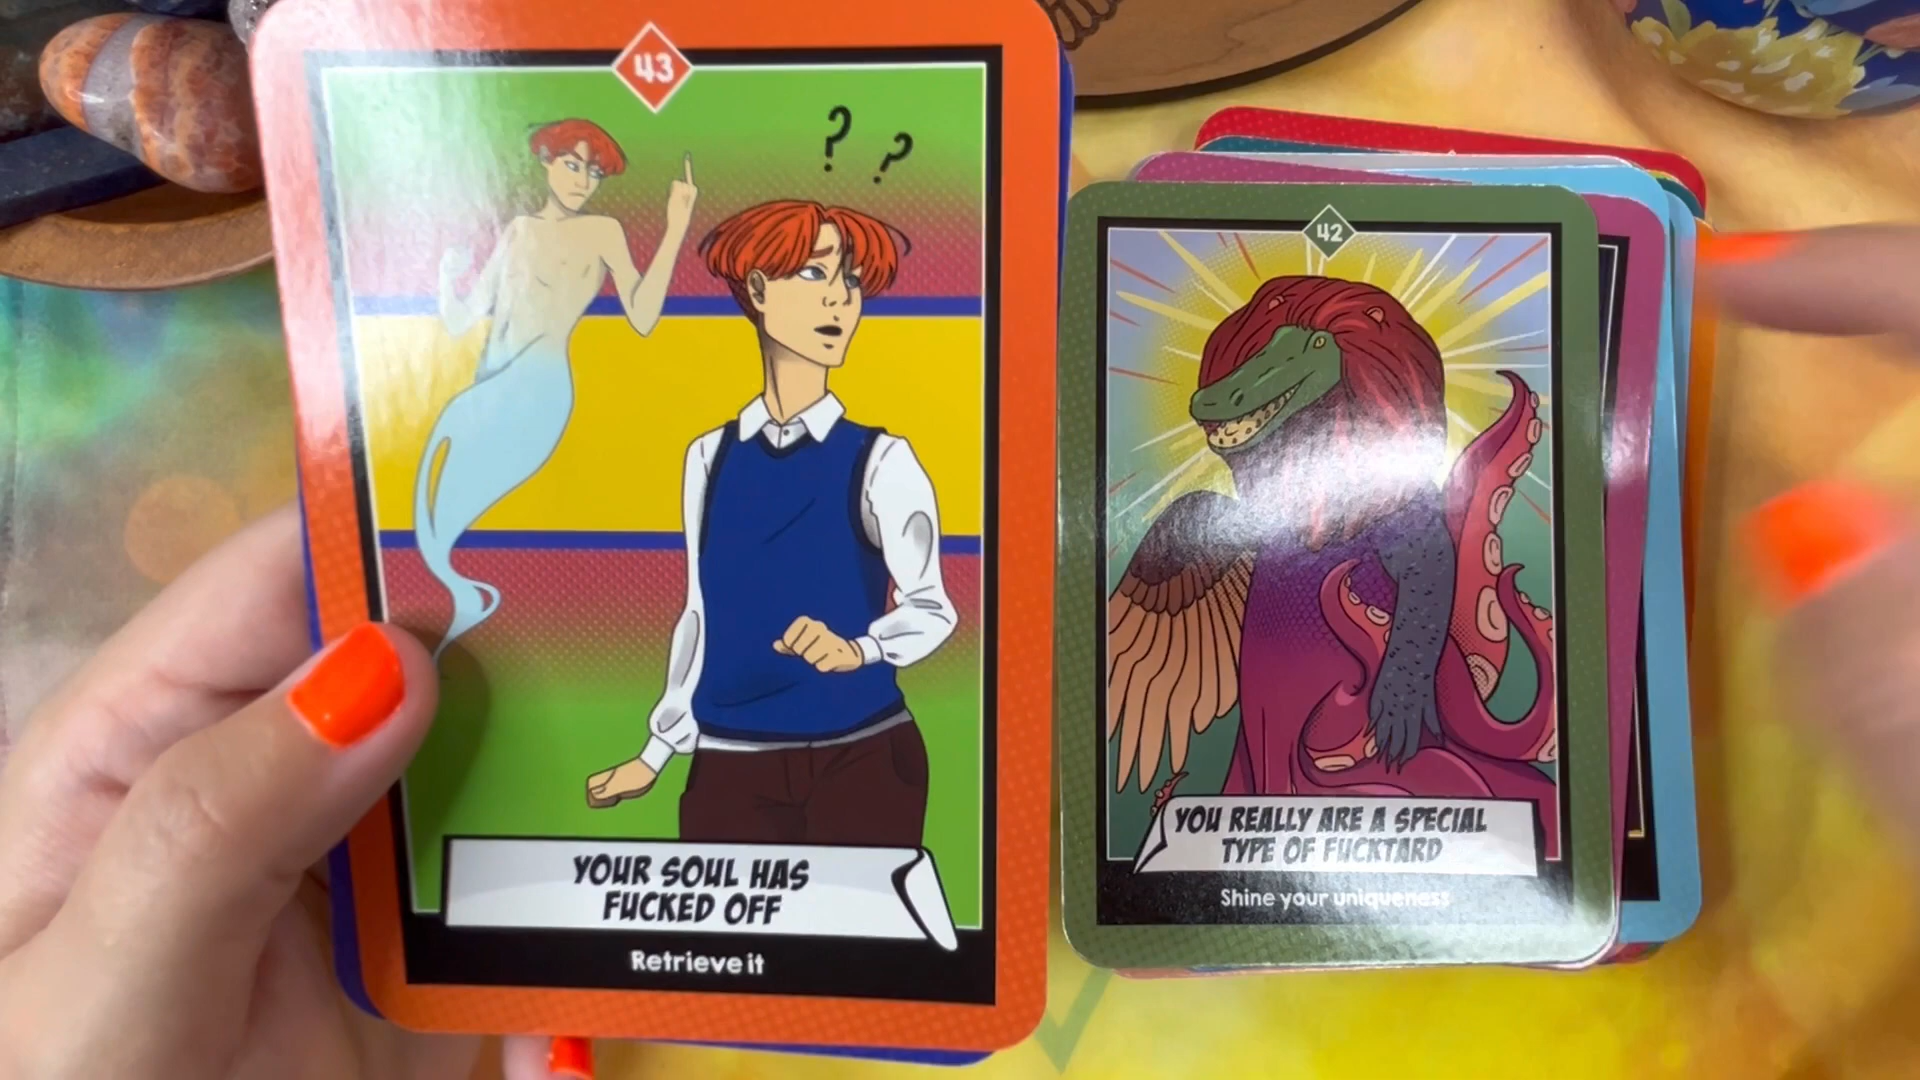 43
? ?
YOUR SOUL HAS
FUCKED OFF
Retrieve it
42
YOU REALLY ARE A SPECIAL
TYPE OF FUCKTARD
Shine your uniqueness